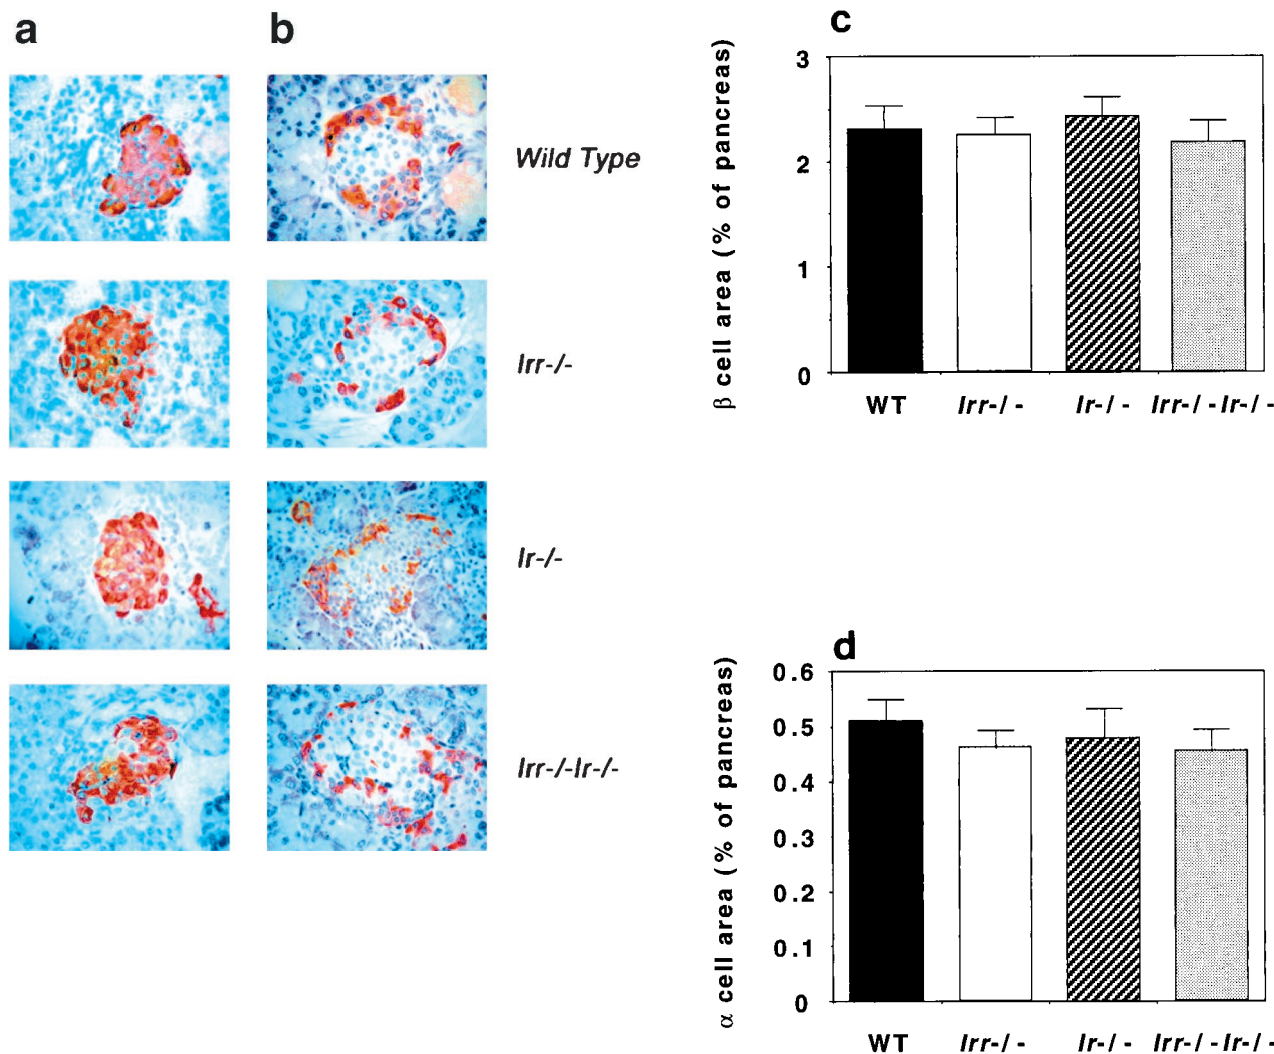 a
b
Wild Type
Irr-/-
Ir-/-
Irr-/-Ir-/-
c
β cell area (% of pancreas)
3
2
1
0
WT
Irr-/-
Ir-/-
Irr-/-Ir-/-
d
α cell area (% of pancreas)
0.6
0.5
0.4
0.3
0.2
0.1
0
WT
Irr-/-
Ir-/-
Irr-/-Ir-/-